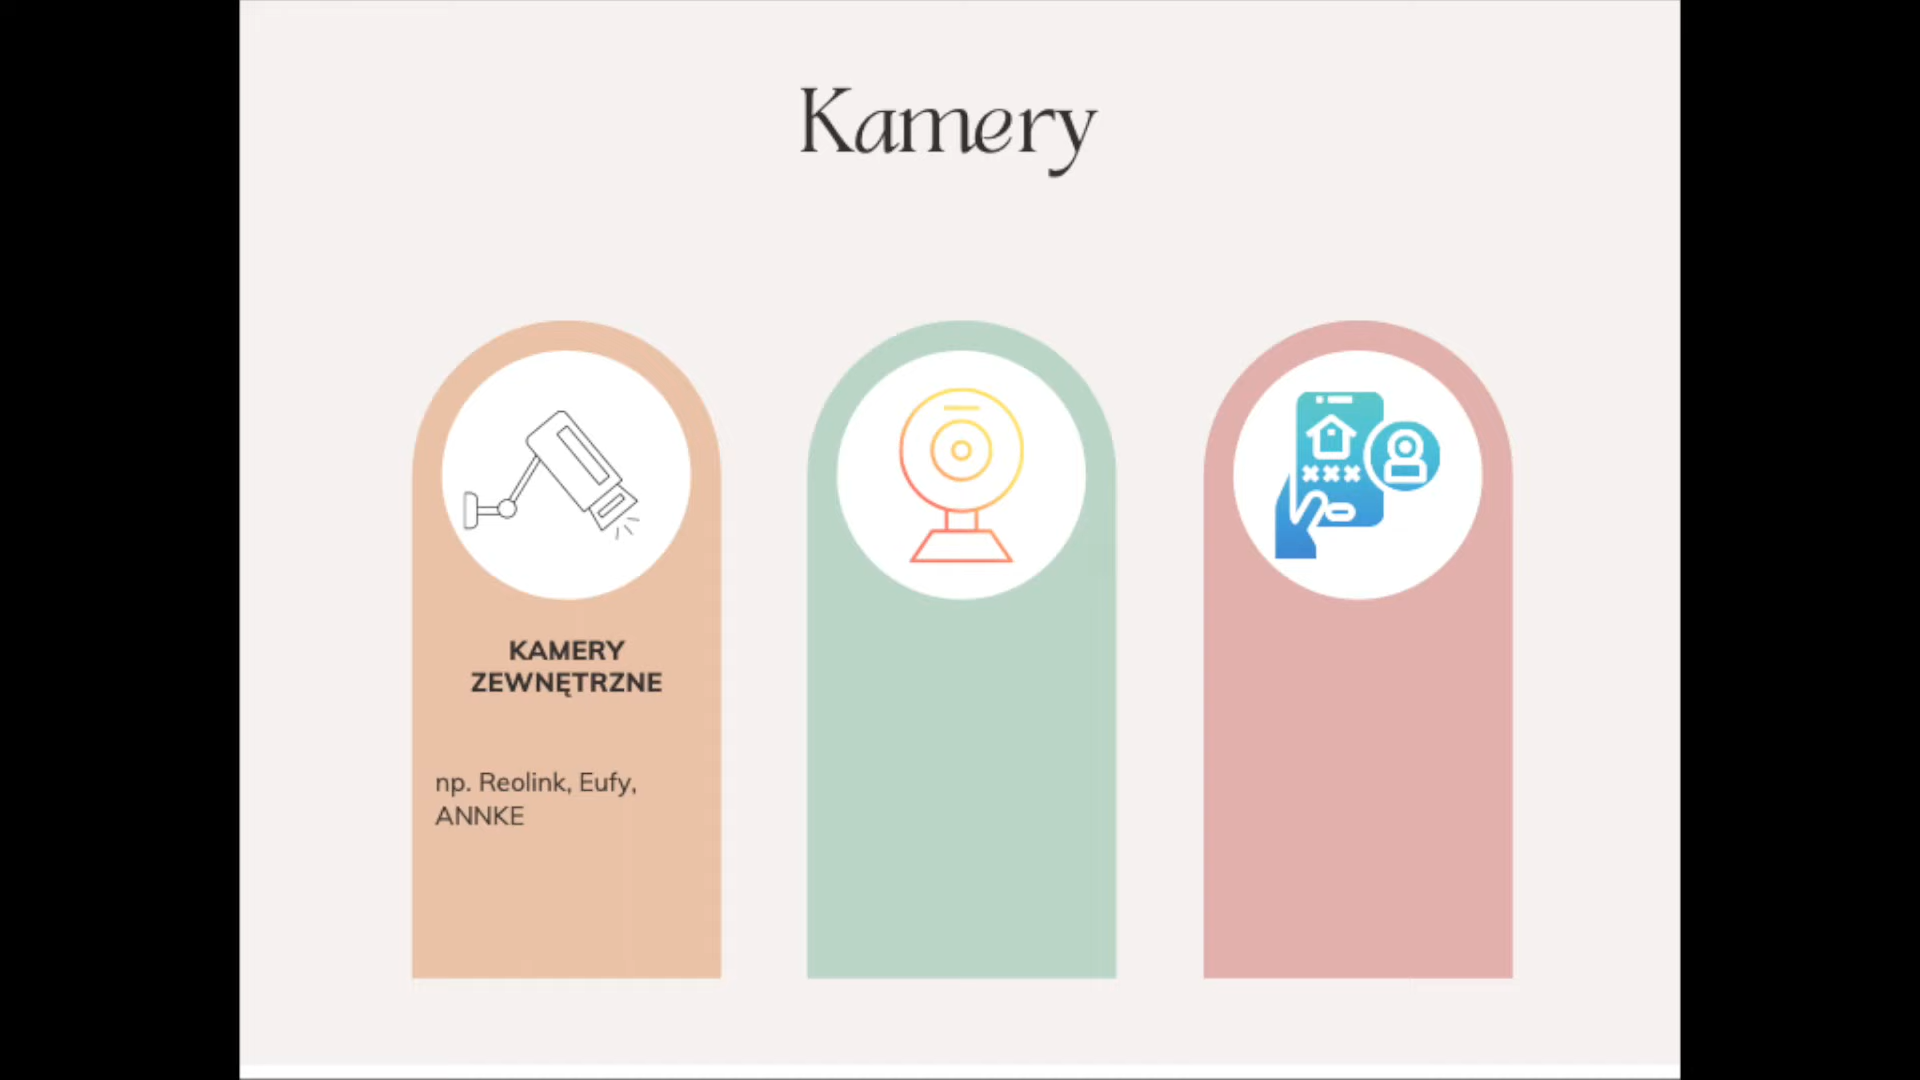 Kamery
KAMERY
ZEWNĘTRZNE
np. Reolink, Eufy,
ANNKE